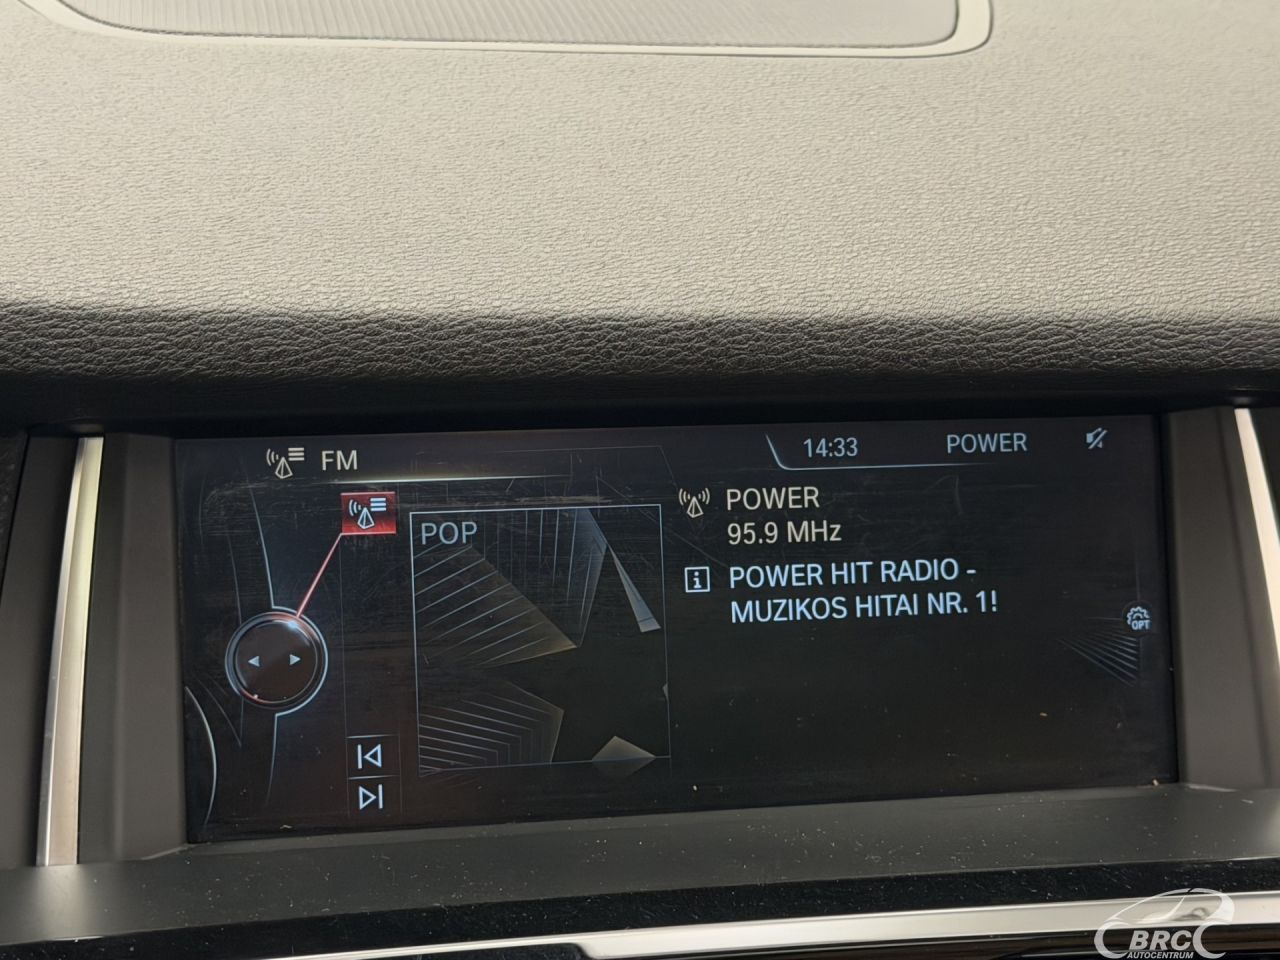 FM
14:33
POWER
POP
POWER
95.9 MHz
POWER HIT RADIO -
MUZIKOS HITAI NR. 1!
OPT
BRC
AUTOCENTRUM